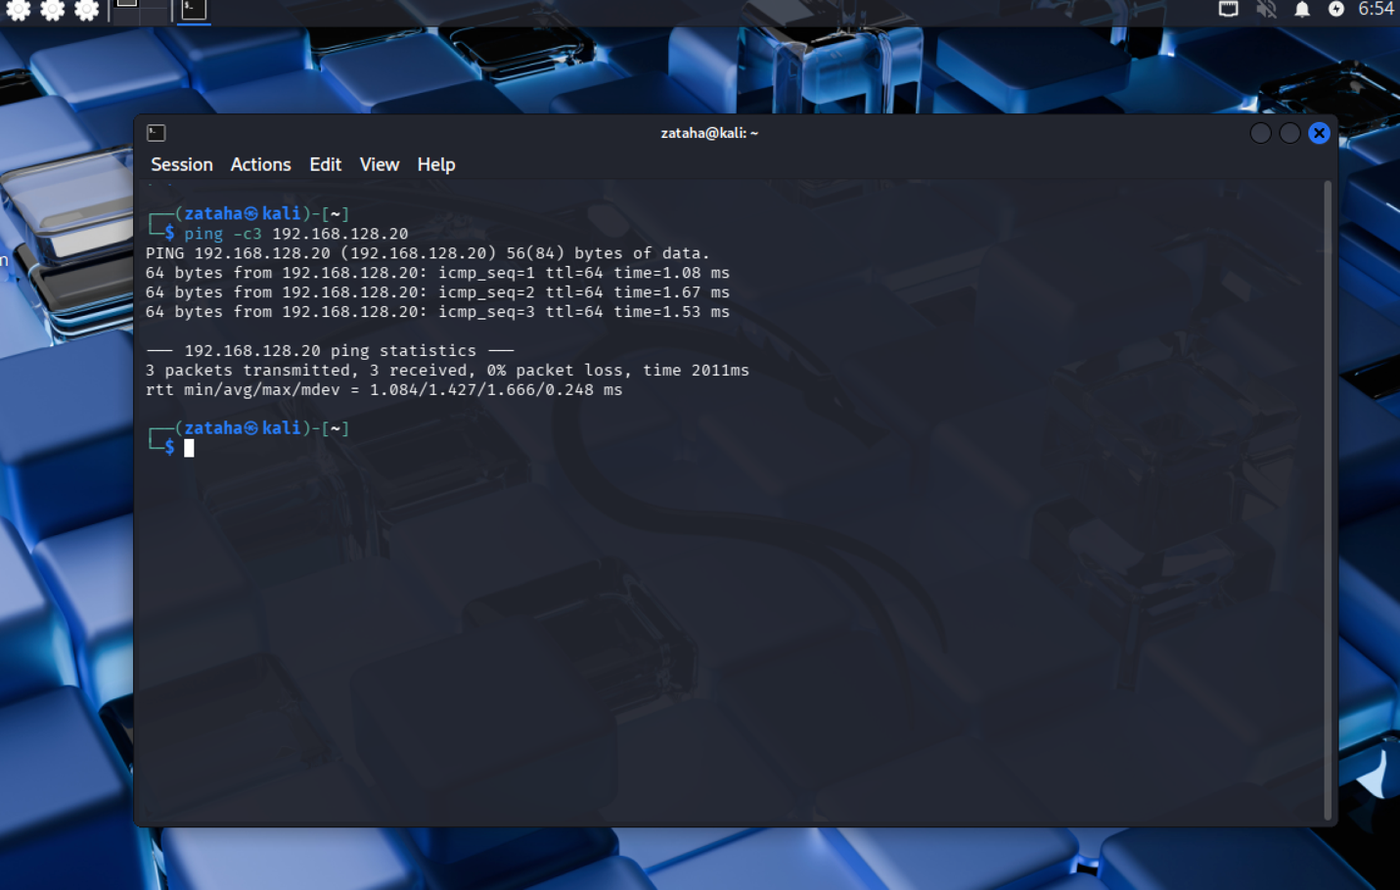 6:54
zataha@kali: ~
Session Actions Edit View Help
┌──(zataha㉿kali)-[~]
└─$ ping -c3 192.168.128.20
PING 192.168.128.20 (192.168.128.20) 56(84) bytes of data.
64 bytes from 192.168.128.20: icmp_seq=1 ttl=64 time=1.08 ms
64 bytes from 192.168.128.20: icmp_seq=2 ttl=64 time=1.67 ms
64 bytes from 192.168.128.20: icmp_seq=3 ttl=64 time=1.53 ms
--- 192.168.128.20 ping statistics ---
3 packets transmitted, 3 received, 0% packet loss, time 2011ms
rtt min/avg/max/mdev = 1.084/1.427/1.666/0.248 ms
┌──(zataha㉿kali)-[~]
└─$